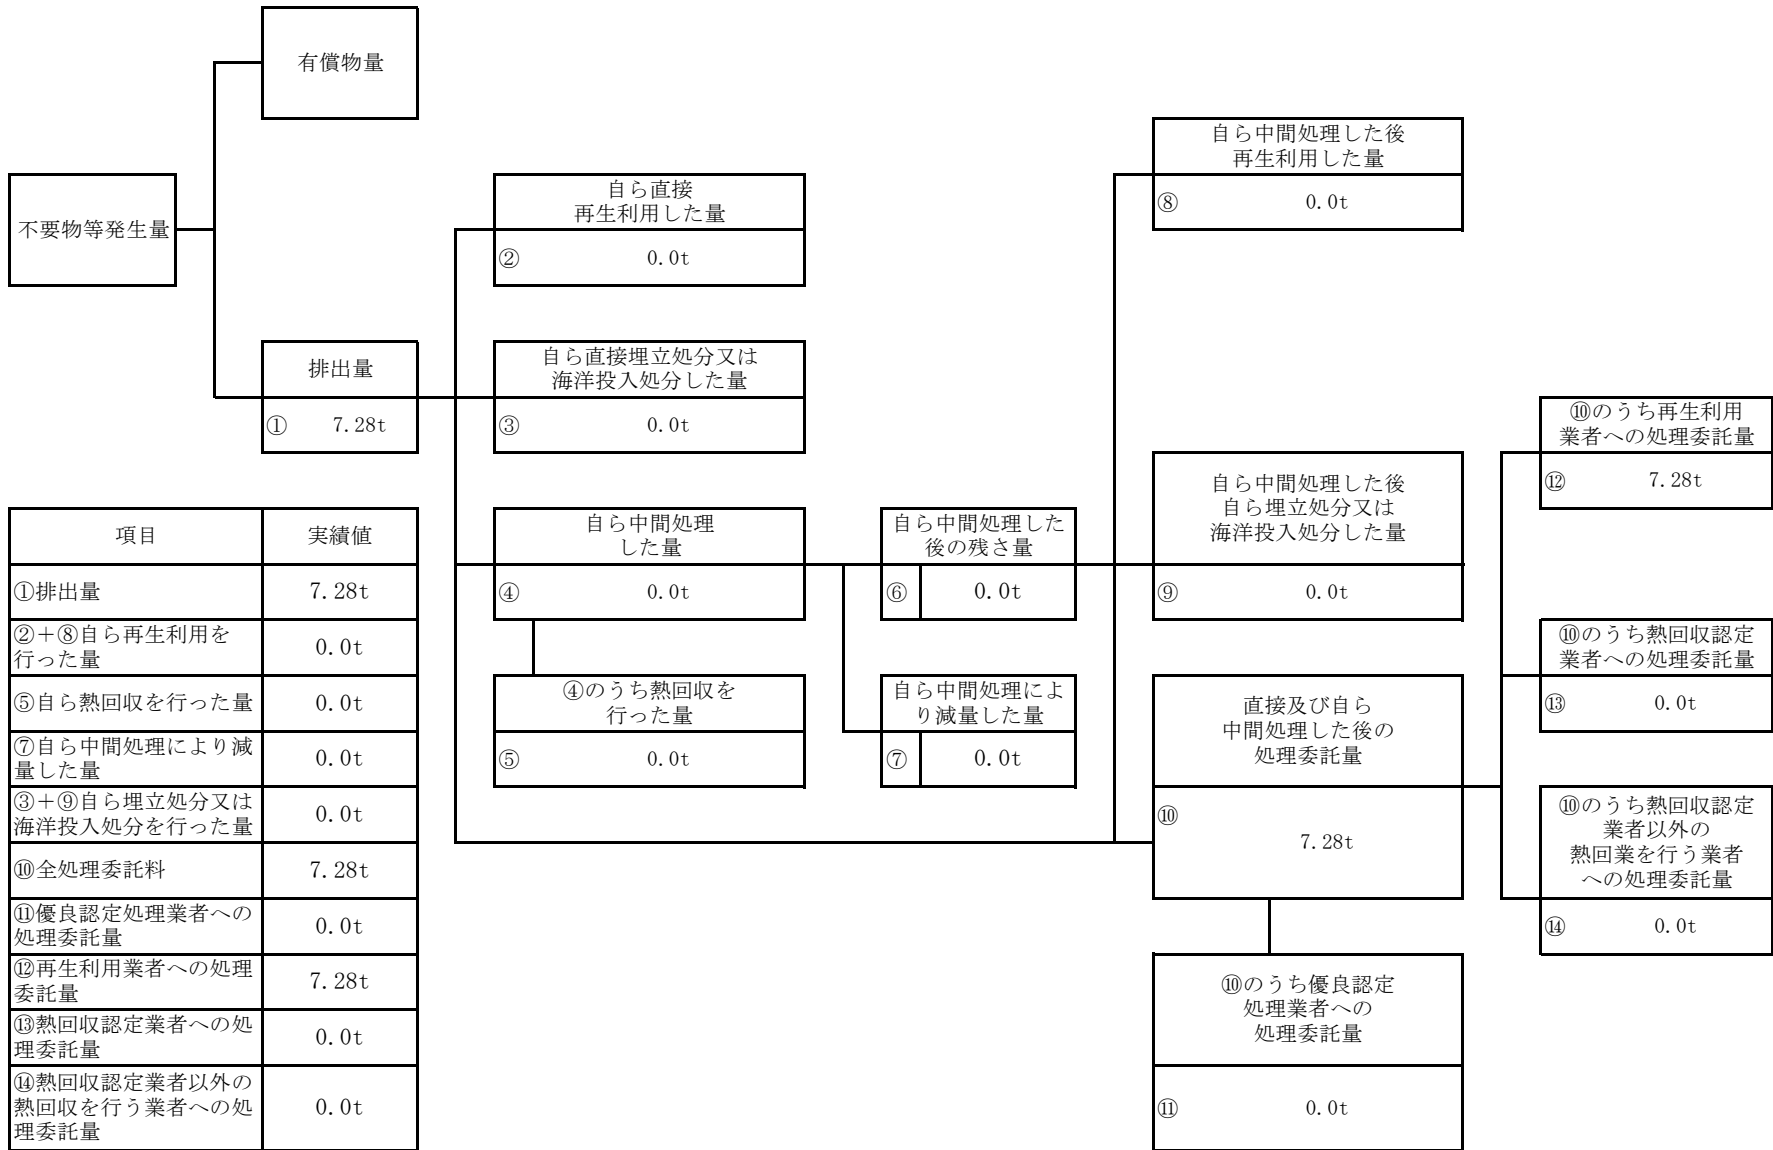 有償物量
不要物等発生量
排出量
① 7.28t
自ら直接
再生利用した量
② 0.0t
自ら直接埋立処分又は
海洋投入処分した量
③ 0.0t
自ら中間処理
した量
④ 0.0t
④のうち熱回収を
行った量
⑤ 0.0t
自ら中間処理した
後の残さ量
⑥ 0.0t
自ら中間処理によ
り減量した量
⑦ 0.0t
自ら中間処理した後
再生利用した量
⑧ 0.0t
自ら中間処理した後
自ら埋立処分又は
海洋投入処分した量
⑨ 0.0t
直接及び自ら
中間処理した後の
処理委託量
⑩
7.28t
⑩のうち優良認定
処理業者への
処理委託量
⑪ 0.0t
⑩のうち再生利用
業者への処理委託量
⑫ 7.28t
⑩のうち熱回収認定
業者への処理委託量
⑬ 0.0t
⑩のうち熱回収認定
業者以外の
熱回業を行う業者
への処理委託量
⑭ 0.0t
項目 実績値
①排出量 7.28t
②＋⑧自ら再生利用を
行った量 0.0t
⑤自ら熱回収を行った量 0.0t
⑦自ら中間処理により減
量した量 0.0t
③＋⑨自ら埋立処分又は
海洋投入処分を行った量 0.0t
⑩全処理委託料 7.28t
⑪優良認定処理業者への
処理委託量 0.0t
⑫再生利用業者への処理
委託量 7.28t
⑬熱回収認定業者への処
理委託量 0.0t
⑭熱回収認定業者以外の
熱回収を行う業者への処
理委託量 0.0t